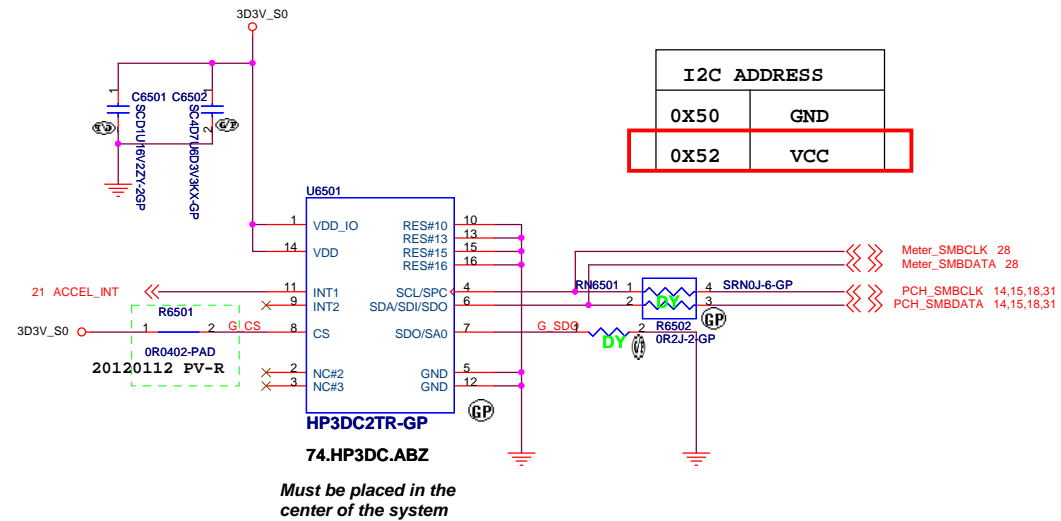 3D3V_S0
I2C ADDRESS
0X50 GND
0X52 VCC
1 C6501 1 C6502
SCD1U16V2ZY-2GP
2 SC4D7U6D3V3KX-GP
U6501
1 VDD_IO RES#10 10
RES#13 13
14 VDD RES#15 15
RES#16 16
Meter_SMBCLK 28
Meter_SMBDATA 28
21 ACCEL_INT 11 INT1 SCL/SPC 4 RN6501 1 4 SRN0J-6-GP PCH_SMBCLK 14,15,18,31
9 INT2 SDA/SDI/SDO 6 2 DY 3 PCH_SMBDATA 14,15,18,31
GP
R6501
3D3V_S0 1 2 G_CS 8 CS SDO/SA0 7 G_SDO 1 DY 2 R6502
0R2J-2-GP
0R0402-PAD
20120112 PV-R
2 NC#2 GND 5
3 NC#3 GND 12
GP
HP3DC2TR-GP
74.HP3DC.ABZ
Must be placed in the
center of the system